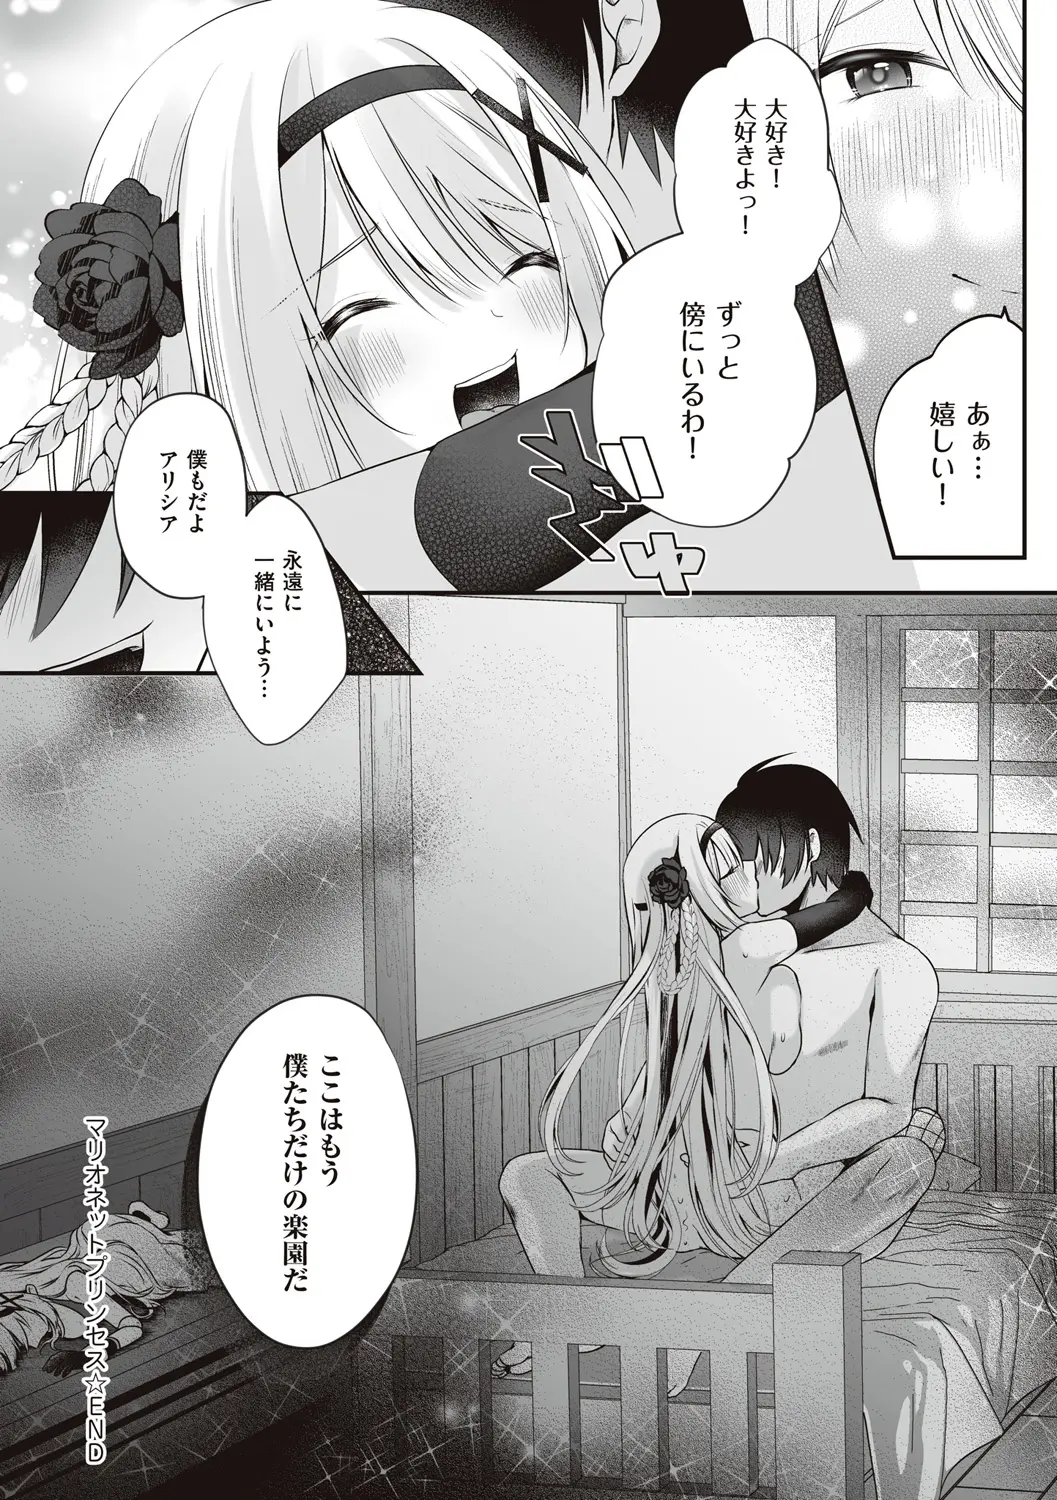 あぁ…
嬉しい！
大好き！
大好きよっ！
ずっと
傍にいるわ！
ぎゅ
僕もだよ
アリシア
永遠に
一緒にいよう…
ここはもう
僕たちだけの楽園だ
マリオネットプリンセス☆END